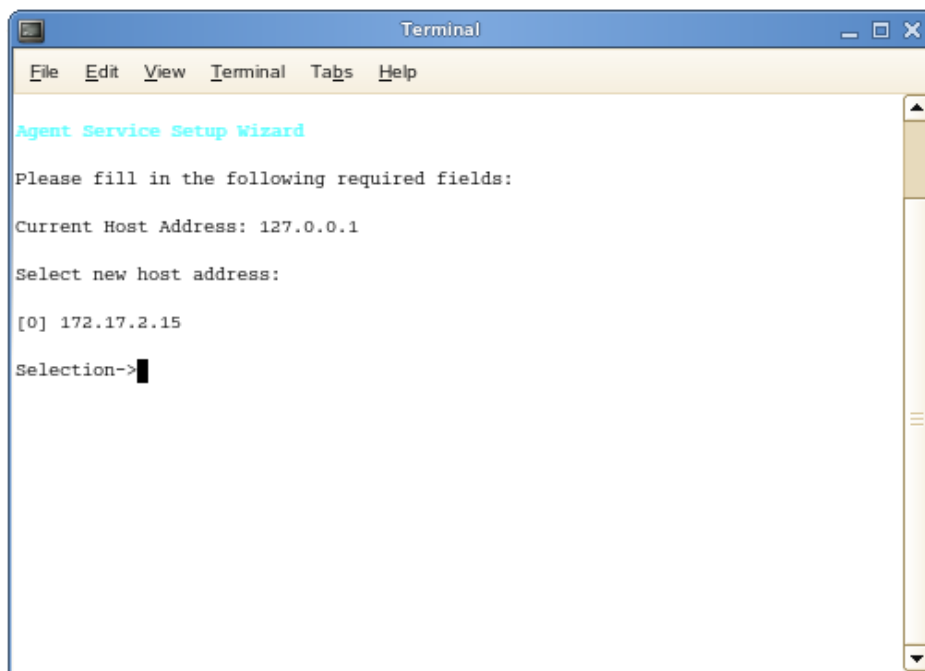 Terminal
File Edit View Terminal Tabs Help
Agent Service Setup Wizard
Please fill in the following required fields:
Current Host Address: 127.0.0.1
Select new host address:
[0] 172.17.2.15
Selection->